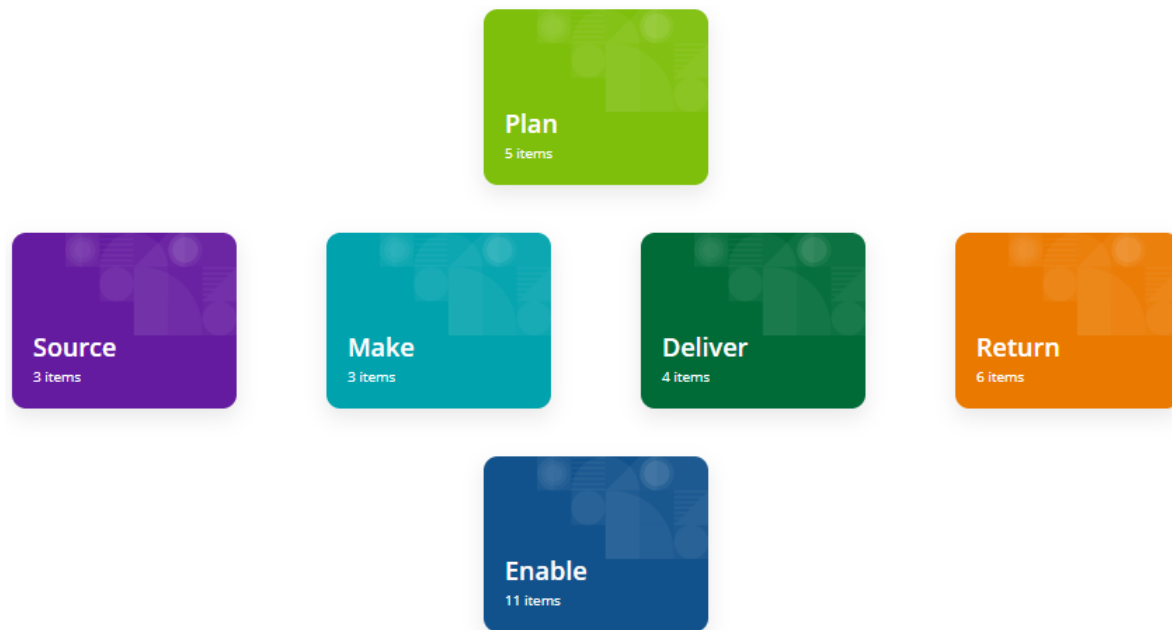 Plan
5 items
Source
3 items
Make
3 items
Deliver
4 items
Return
6 items
Enable
11 items